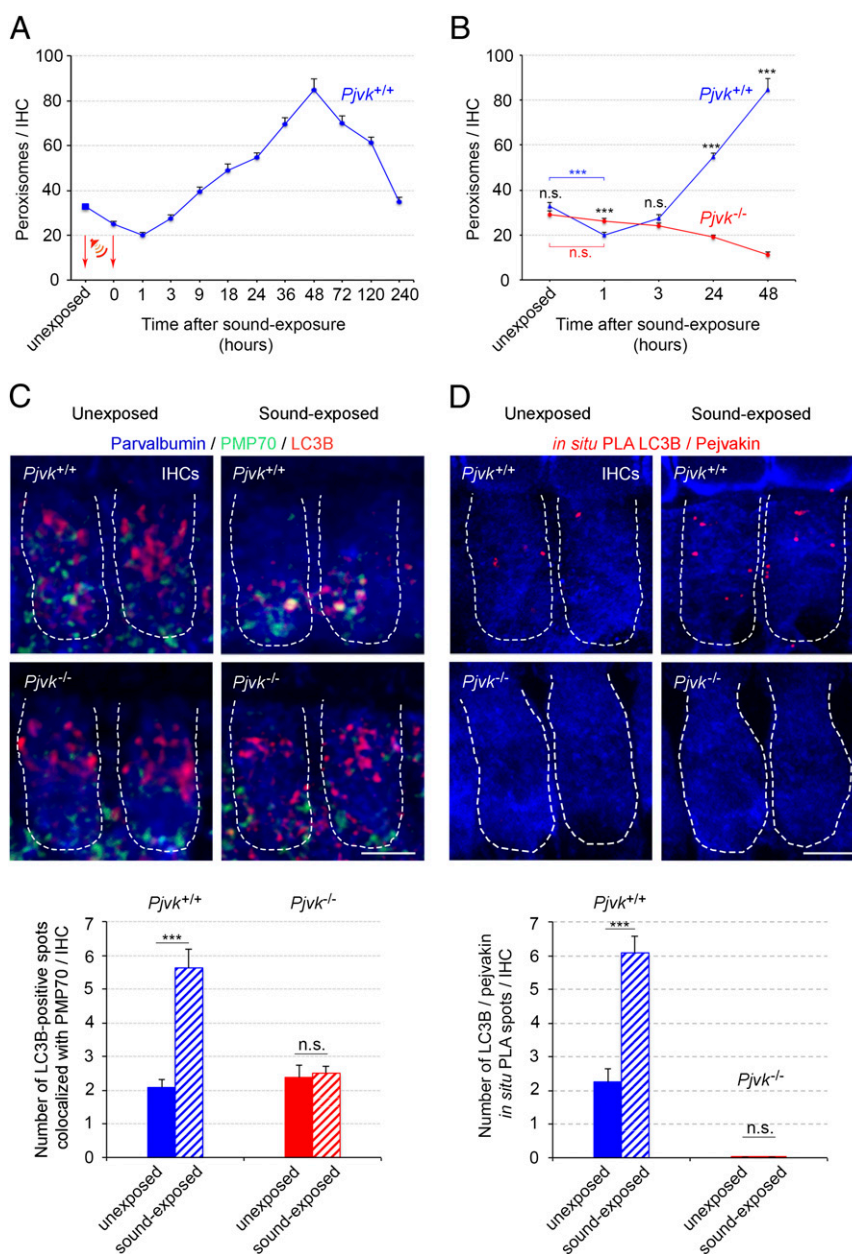 A
100
80
60
40
20
0
Peroxisomes / IHC
Pjvk+/+
unexposed
0 1 3 9 18 24 36 48 72 120 240
Time after sound-exposure
(hours)
B
100
80
60
40
20
0
Peroxisomes / IHC
***
Pjvk+/+
***
***
n.s.
***
n.s.
Pjvk-/-
n.s.
unexposed
1 3 24 48
Time after sound-exposure
(hours)
C
Unexposed Sound-exposed
Parvalbumin / PMP70 / LC3B
Pjvk+/+ IHCs
Pjvk+/+
Pjvk-/-
Pjvk-/-
Number of LC3B-positive spots
colocalized with PMP70 / IHC
7
6
5
4
3
2
1
0
Pjvk+/+ Pjvk-/-
***
n.s.
unexposed
sound-exposed
unexposed
sound-exposed
D
Unexposed Sound-exposed
in situ PLA LC3B / Pejvakin
Pjvk+/+ IHCs
Pjvk+/+
Pjvk-/-
Pjvk-/-
Number of LC3B / pejvakin
in situ PLA spots / IHC
7
6
5
4
3
2
1
0
Pjvk+/+
***
Pjvk-/-
n.s.
unexposed
sound-exposed
unexposed
sound-exposed